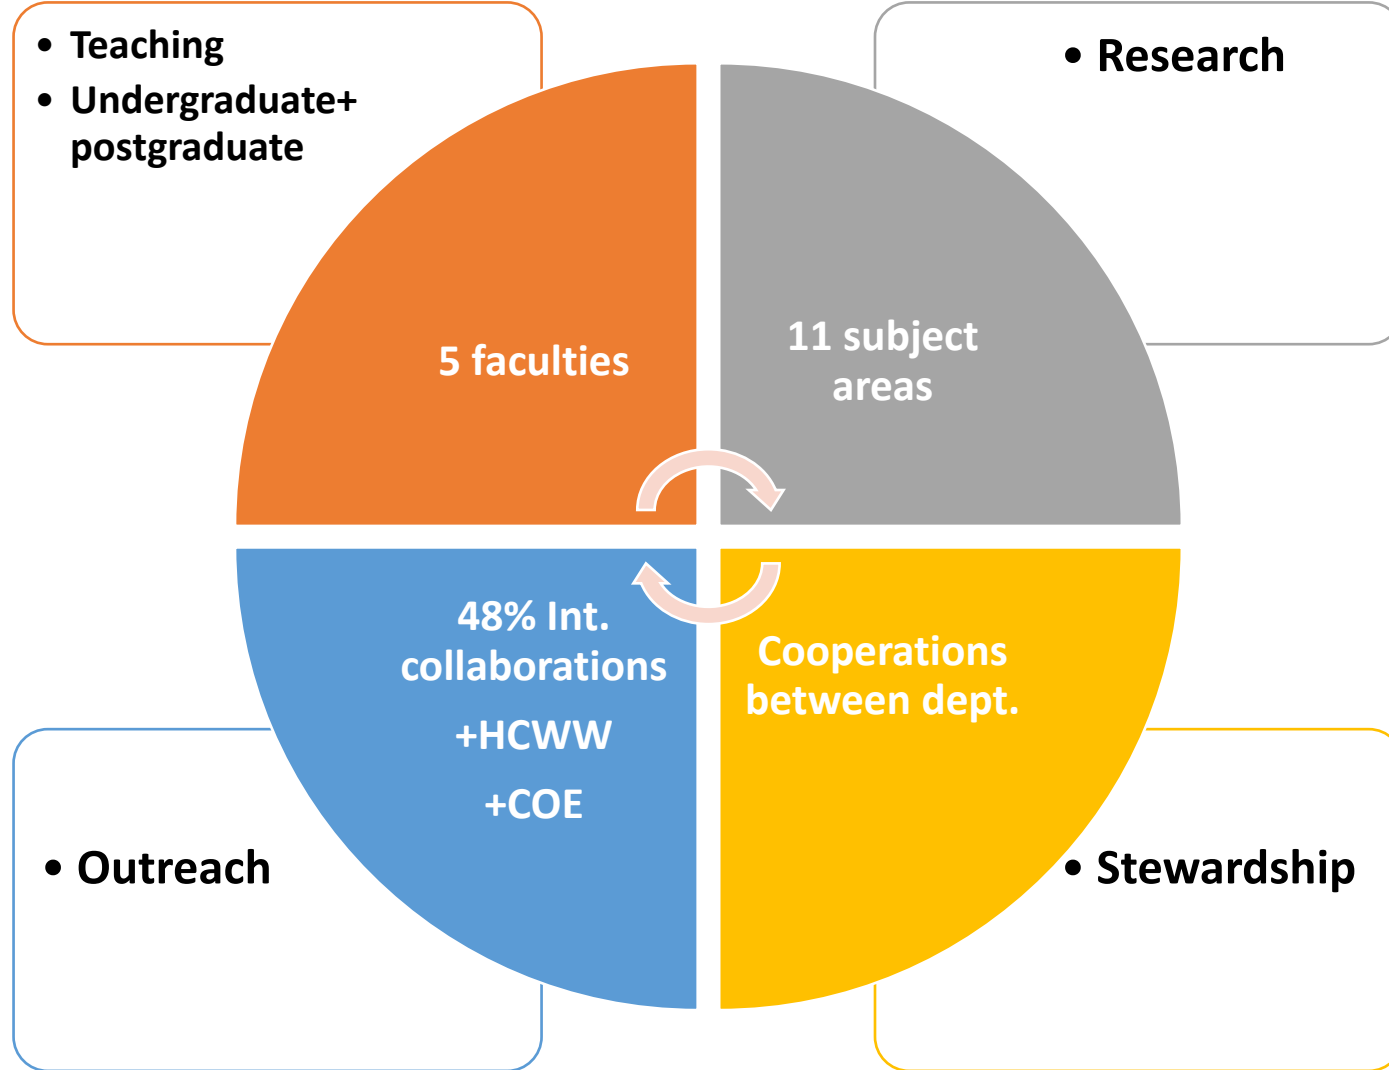 • Teaching
• Undergraduate+
postgraduate
• Research
5 faculties
11 subject
areas
48% Int.
collaborations
+HCWW
+COE
Cooperations
between dept.
• Outreach
• Stewardship